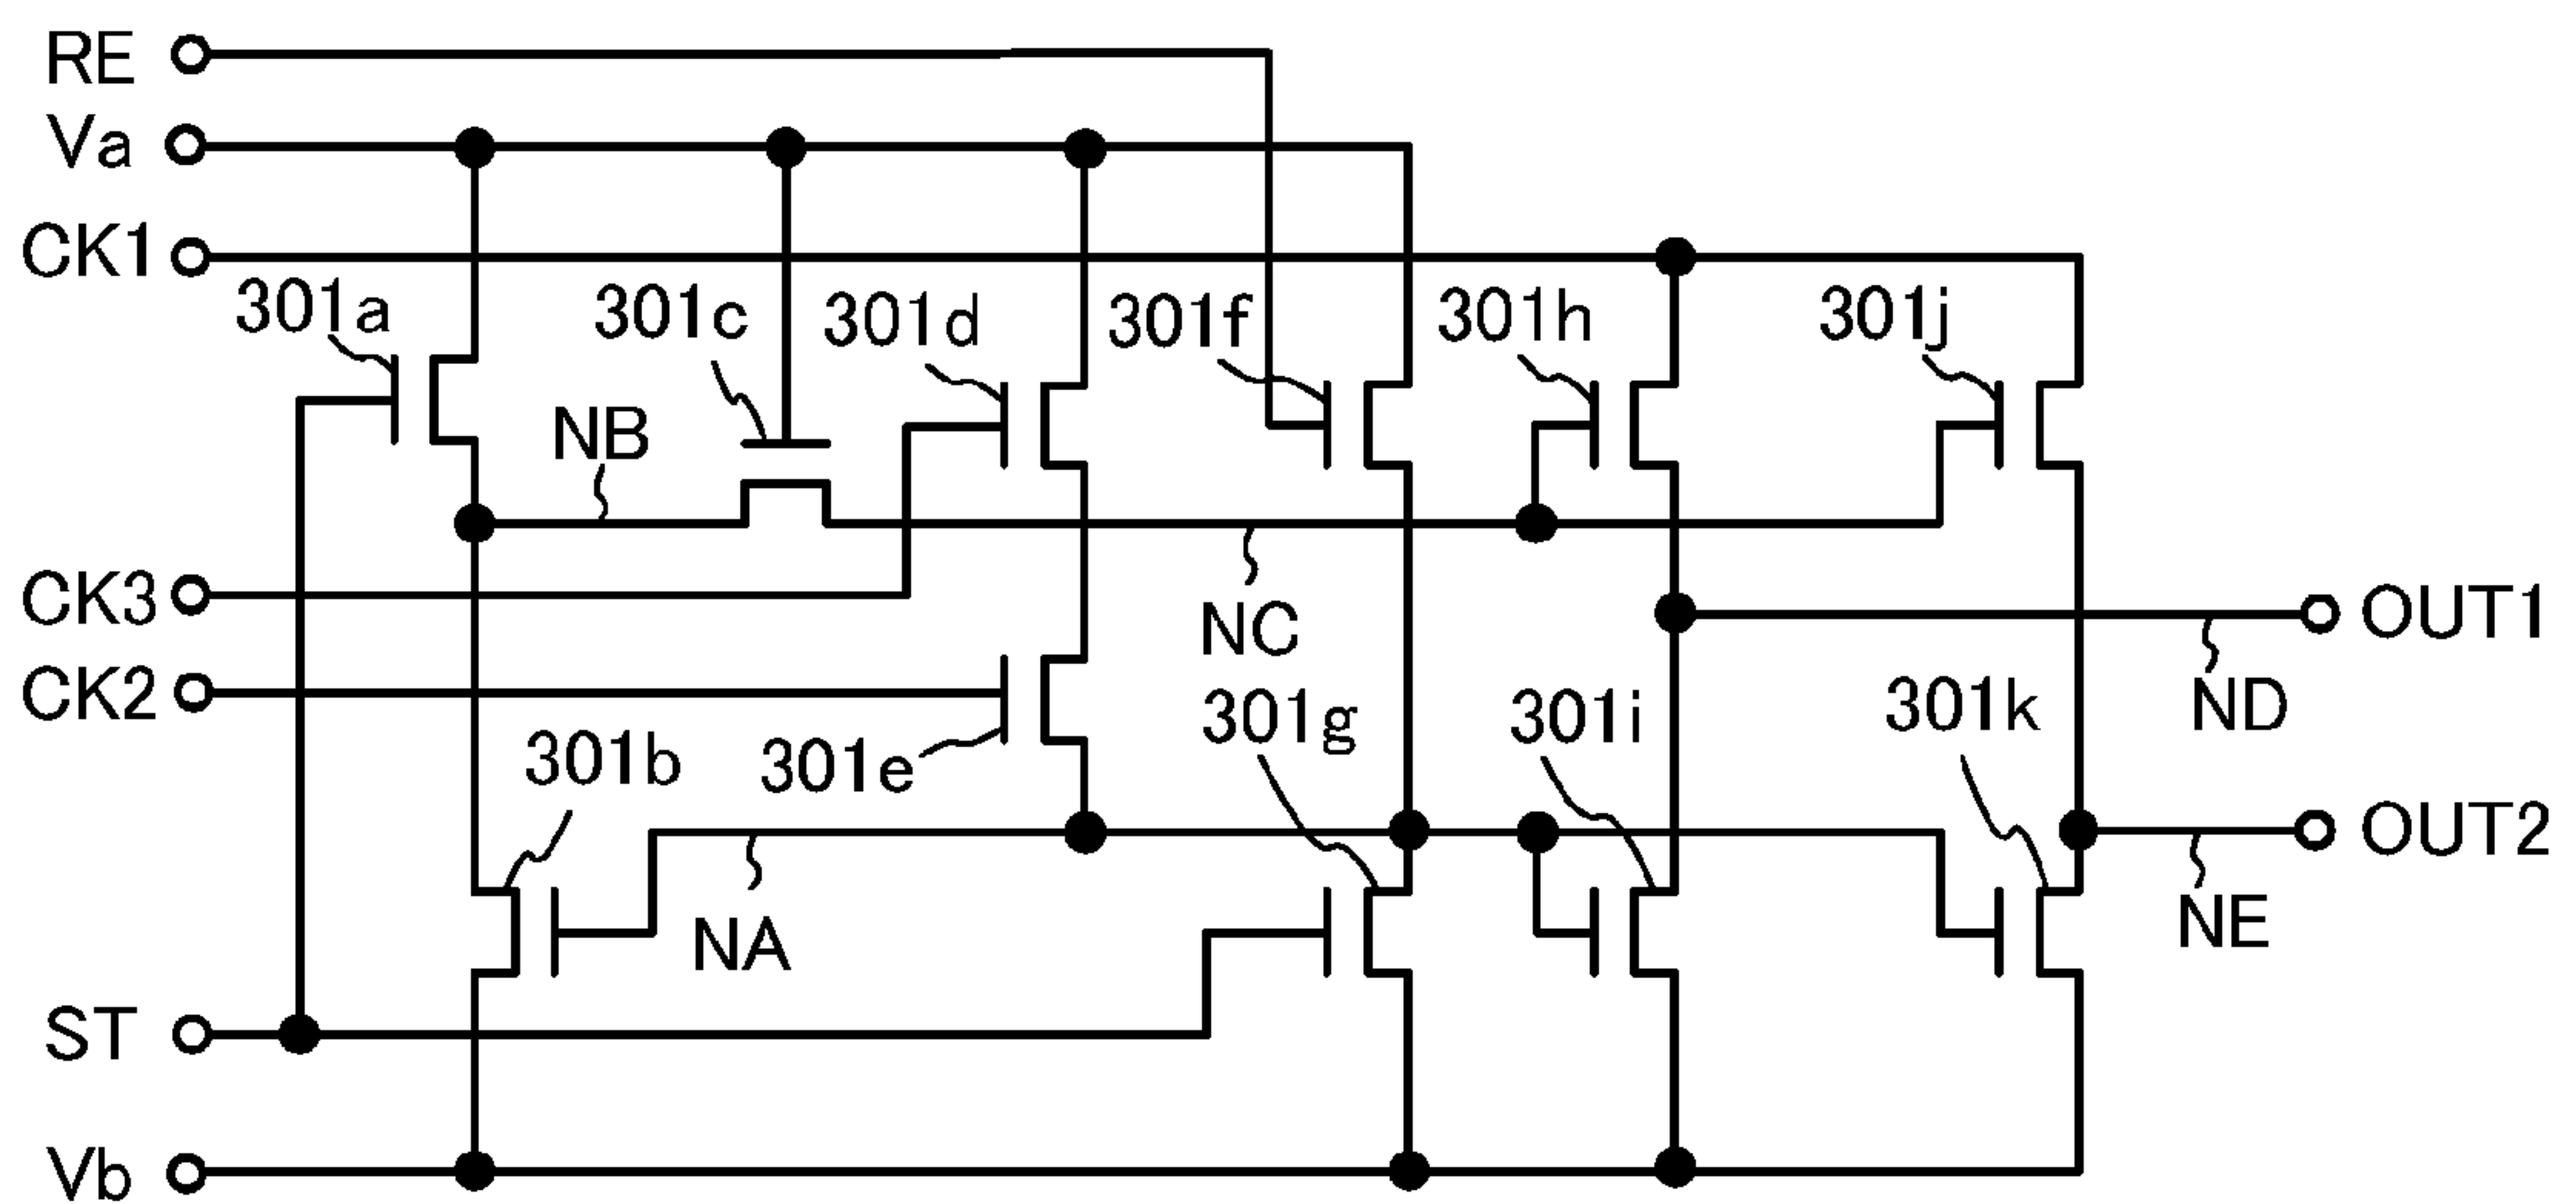 RE
Va
CK1
301a
301c
301d
301f
301h
301j
NB
CK3
NC
OUT1
CK2
ND
301b
301e
301g
301i
301k
OUT2
NA
NE
ST
Vb